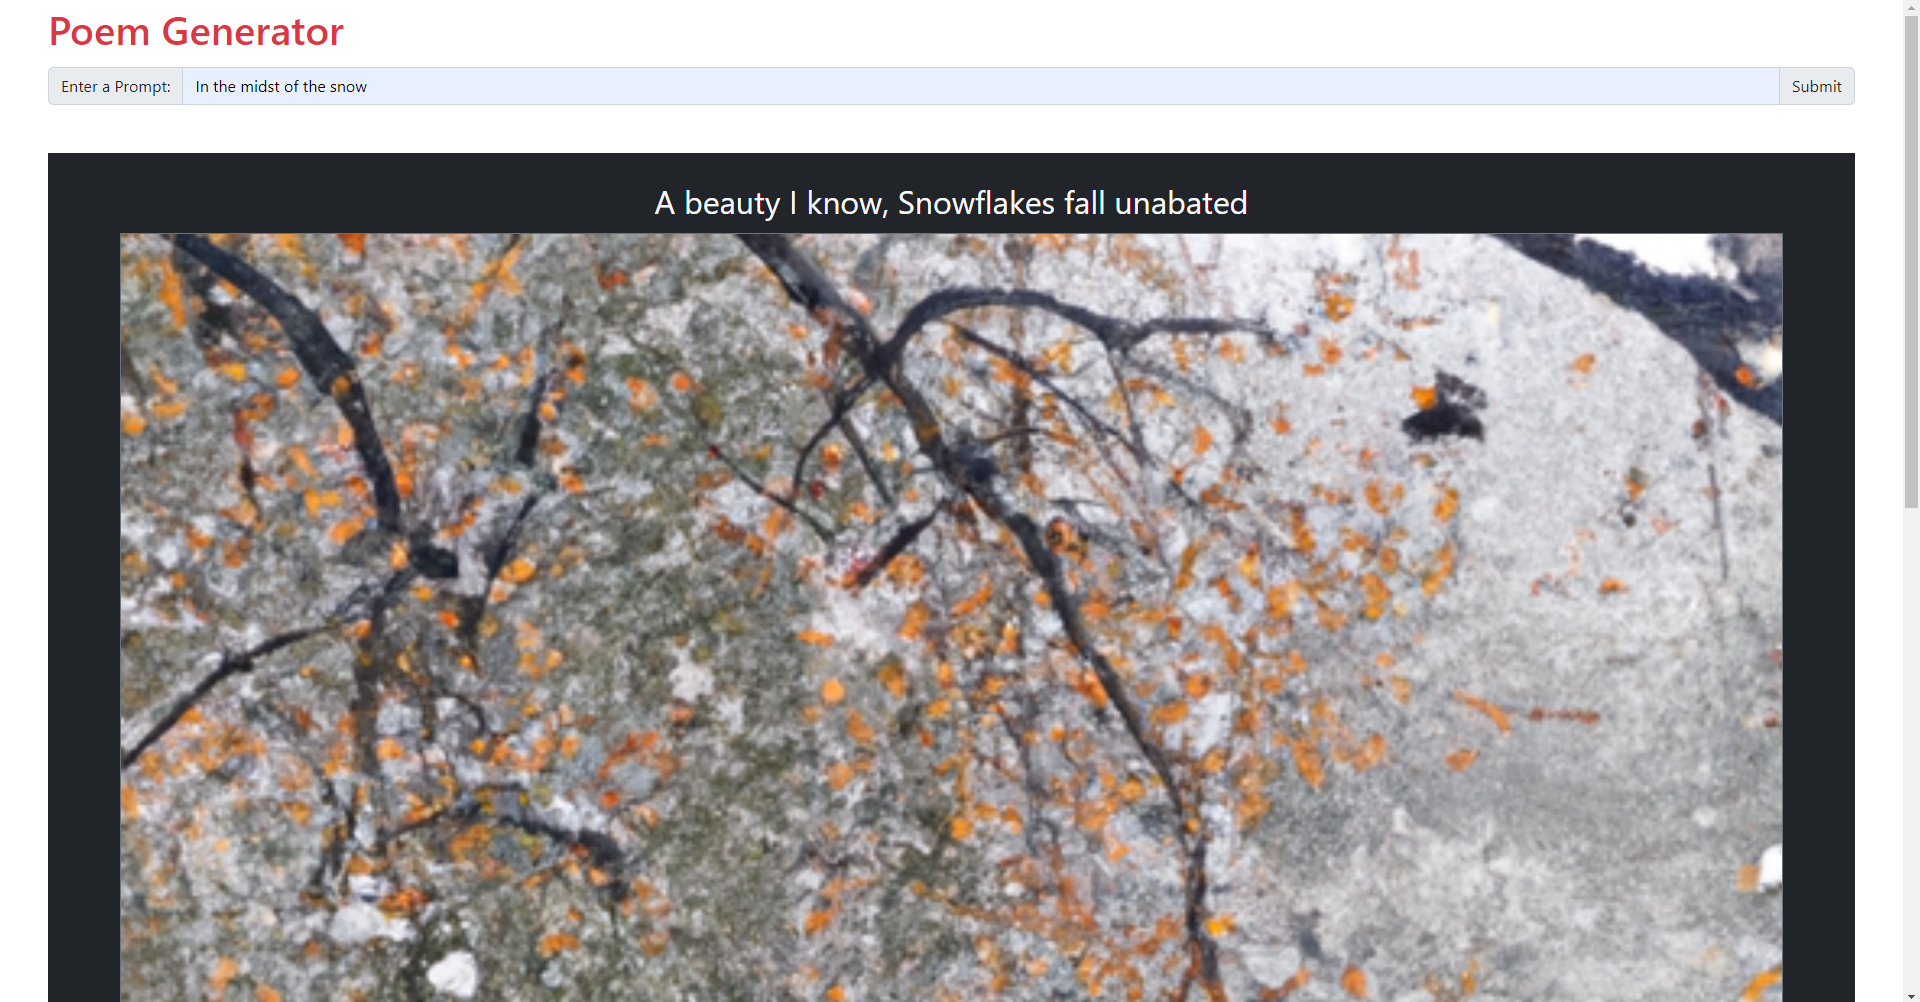 Poem Generator
Enter a Prompt: In the midst of the snow Submit
A beauty I know, Snowflakes fall unabated